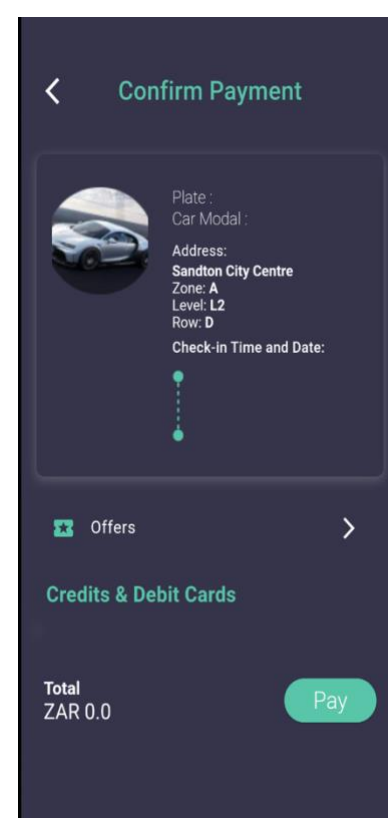 Confirm Payment
Plate :
Car Modal :
Address:
Sandton City Centre
Zone: A
Level: L2
Row: D
Check-in Time and Date:
Offers
Credits & Debit Cards
Total
ZAR 0.0
Pay